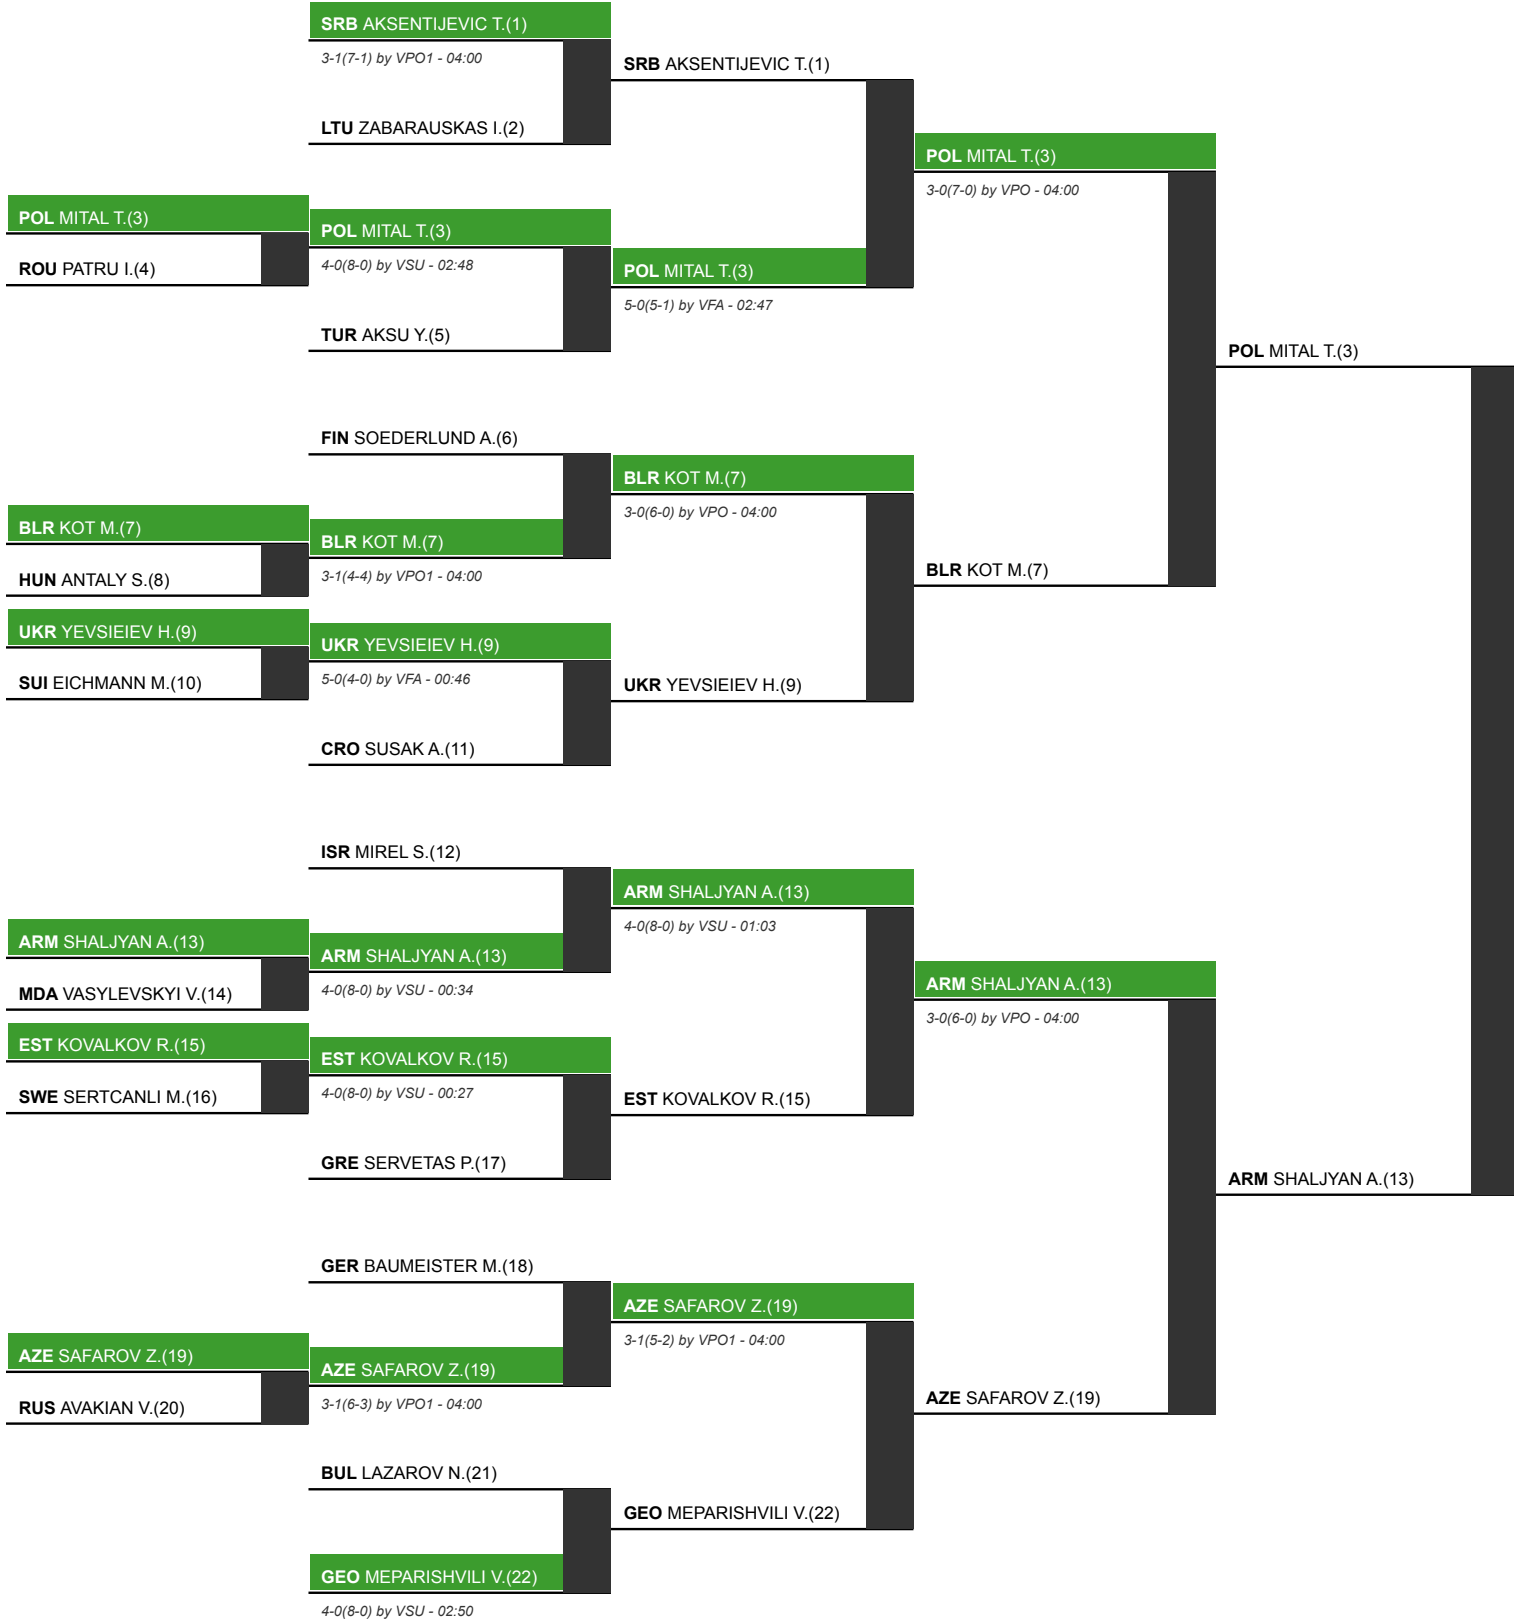 SRB AKSENTIJEVIC T.(1)
3-1(7-1) by VPO1 - 04:00
LTU ZABARAUSKAS I.(2)
POL MITAL T.(3)
ROU PATRU I.(4)
POL MITAL T.(3)
4-0(8-0) by VSU - 02:48
TUR AKSU Y.(5)
FIN SOEDERLUND A.(6)
BLR KOT M.(7)
HUN ANTALY S.(8)
BLR KOT M.(7)
3-1(4-4) by VPO1 - 04:00
UKR YEVSIEIEV H.(9)
SUI EICHMANN M.(10)
UKR YEVSIEIEV H.(9)
5-0(4-0) by VFA - 00:46
CRO SUSAK A.(11)
ISR MIREL S.(12)
ARM SHALJYAN A.(13)
MDA VASYLEVSKYI V.(14)
ARM SHALJYAN A.(13)
4-0(8-0) by VSU - 00:34
EST KOVALKOV R.(15)
SWE SERTCANLI M.(16)
EST KOVALKOV R.(15)
4-0(8-0) by VSU - 00:27
GRE SERVETAS P.(17)
GER BAUMEISTER M.(18)
AZE SAFAROV Z.(19)
RUS AVAKIAN V.(20)
AZE SAFAROV Z.(19)
3-1(6-3) by VPO1 - 04:00
BUL LAZAROV N.(21)
GEO MEPARISHVILI V.(22)
4-0(8-0) by VSU - 02:50
SRB AKSENTIJEVIC T.(1)
POL MITAL T.(3)
5-0(5-1) by VFA - 02:47
BLR KOT M.(7)
3-0(6-0) by VPO - 04:00
UKR YEVSIEIEV H.(9)
ARM SHALJYAN A.(13)
4-0(8-0) by VSU - 01:03
EST KOVALKOV R.(15)
AZE SAFAROV Z.(19)
3-1(5-2) by VPO1 - 04:00
GEO MEPARISHVILI V.(22)
POL MITAL T.(3)
3-0(7-0) by VPO - 04:00
BLR KOT M.(7)
ARM SHALJYAN A.(13)
3-0(6-0) by VPO - 04:00
AZE SAFAROV Z.(19)
POL MITAL T.(3)
ARM SHALJYAN A.(13)